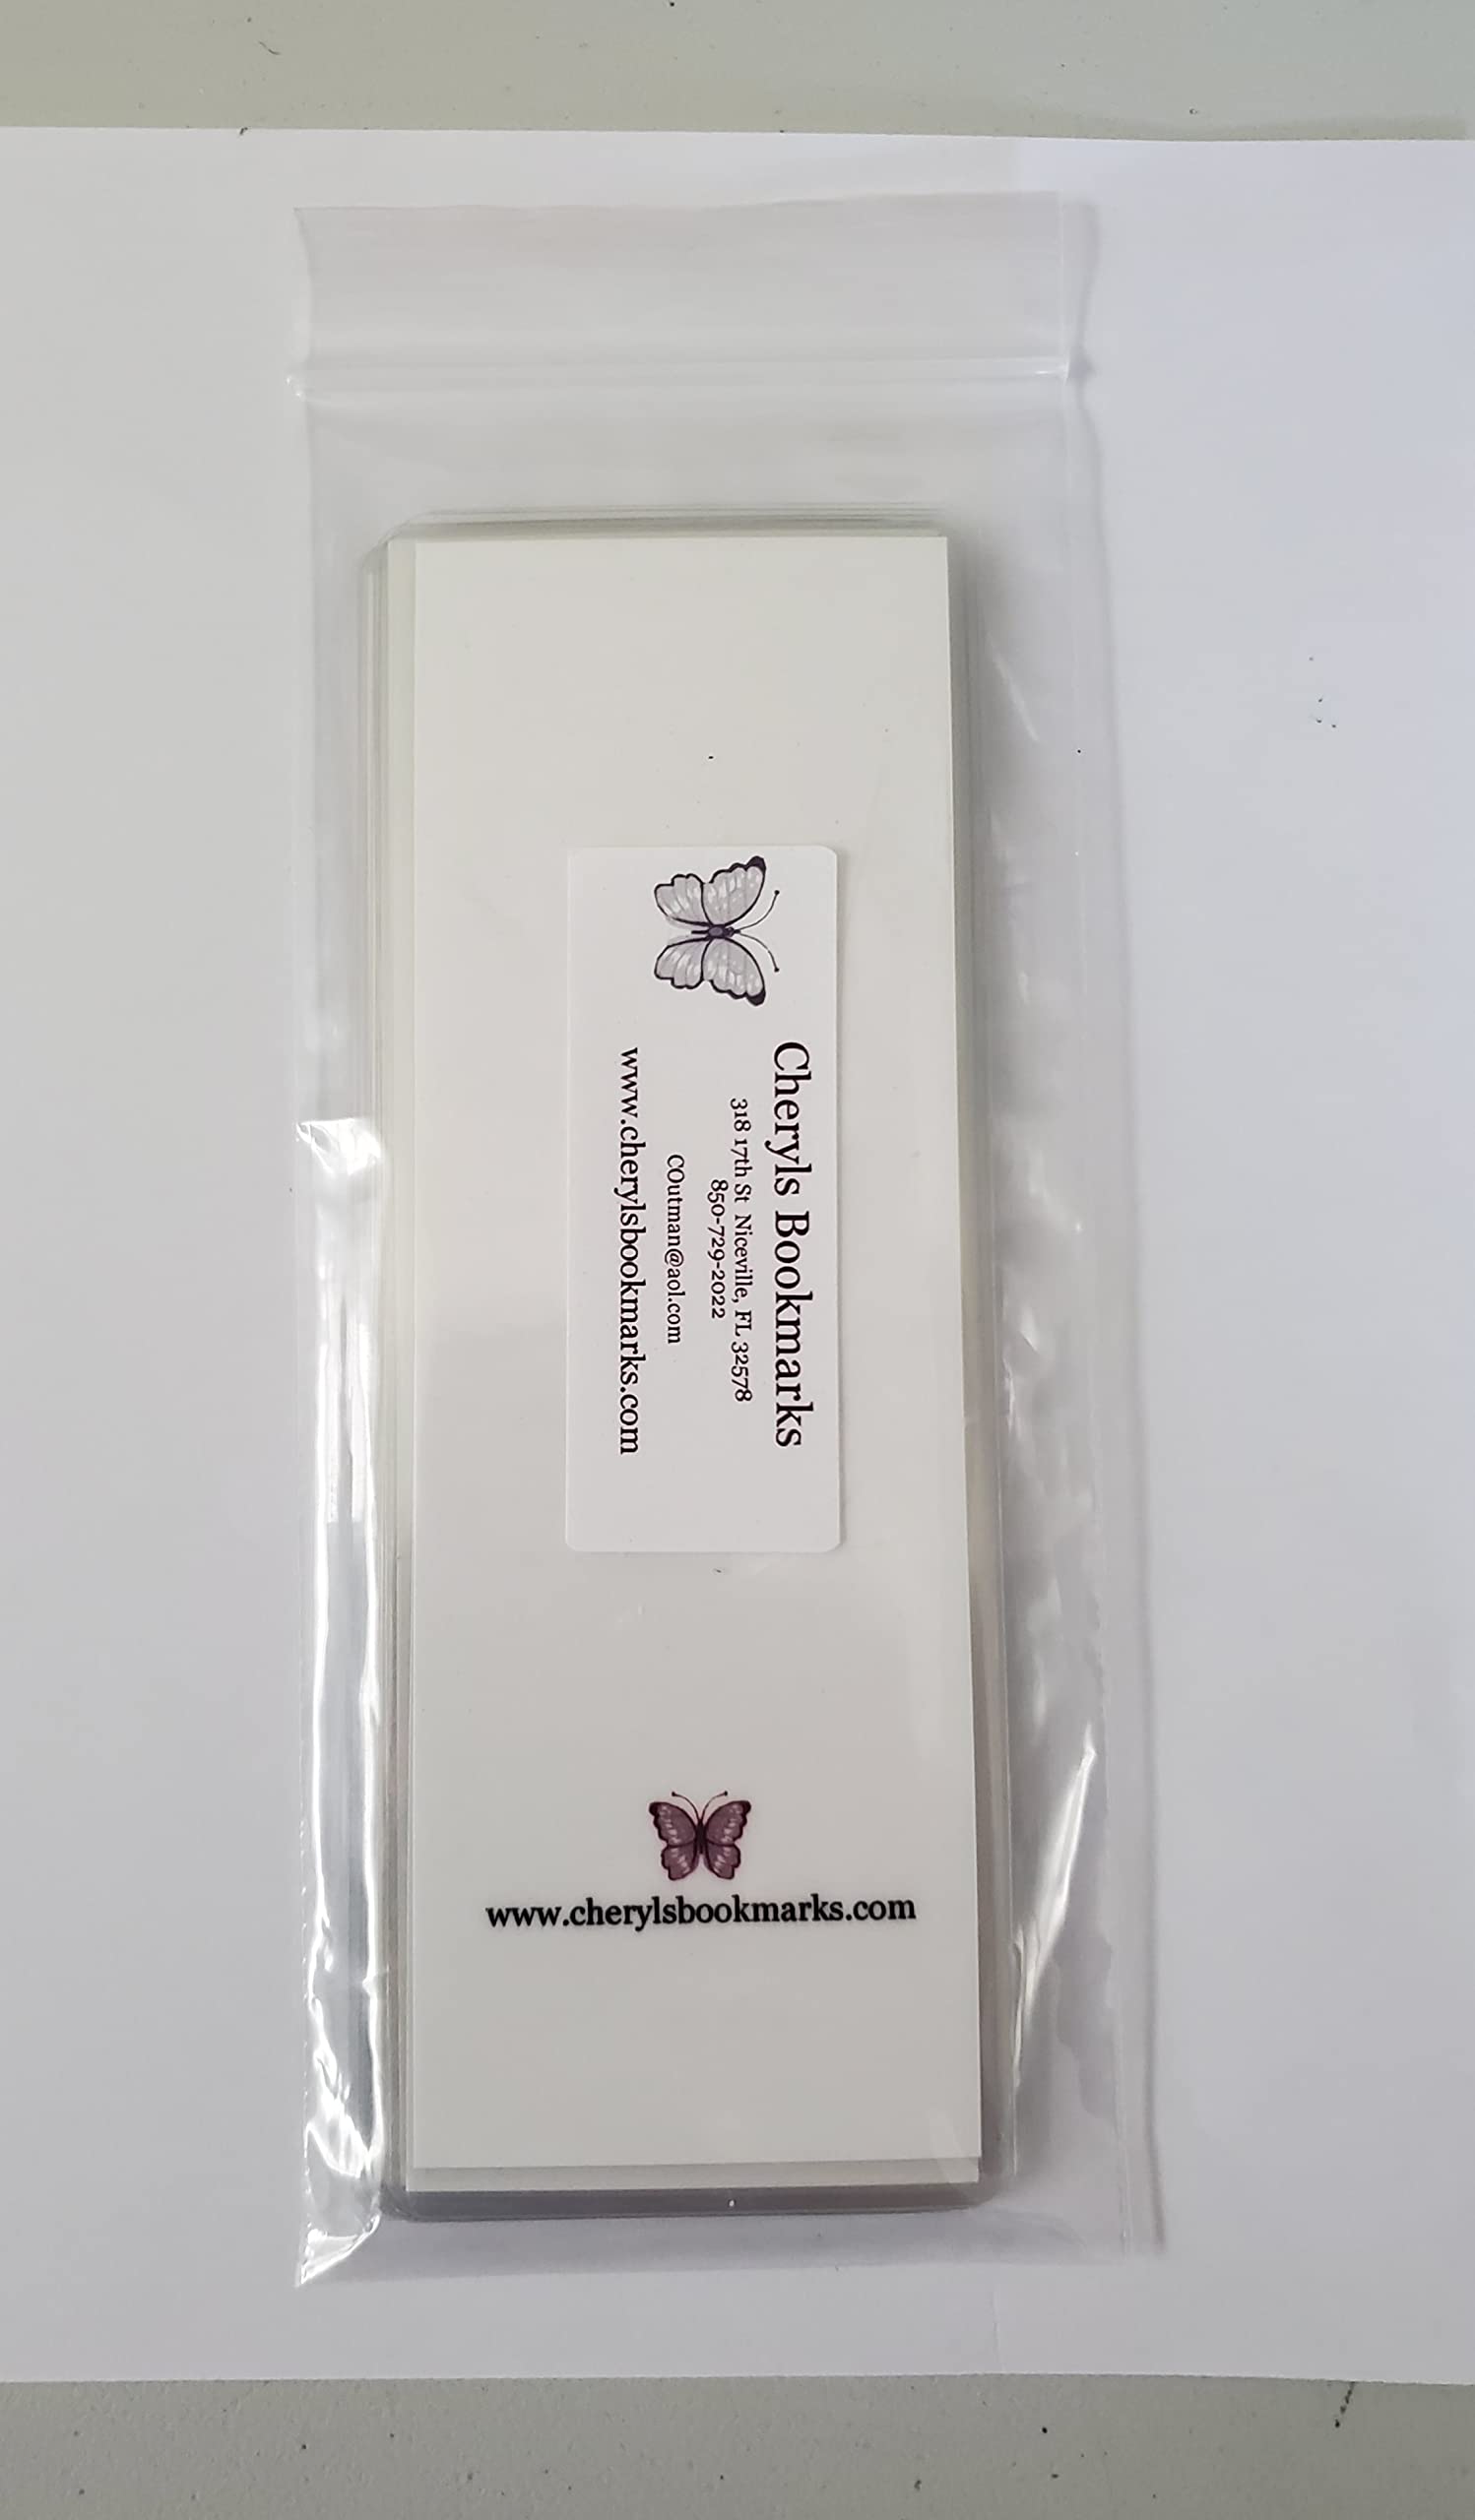 Cheryls Bookmarks
318 17th St Niceville, FL 32578
850-729-2022
COutman@aol.com
www.cherylsbookmarks.com
www.cherylsbookmarks.com